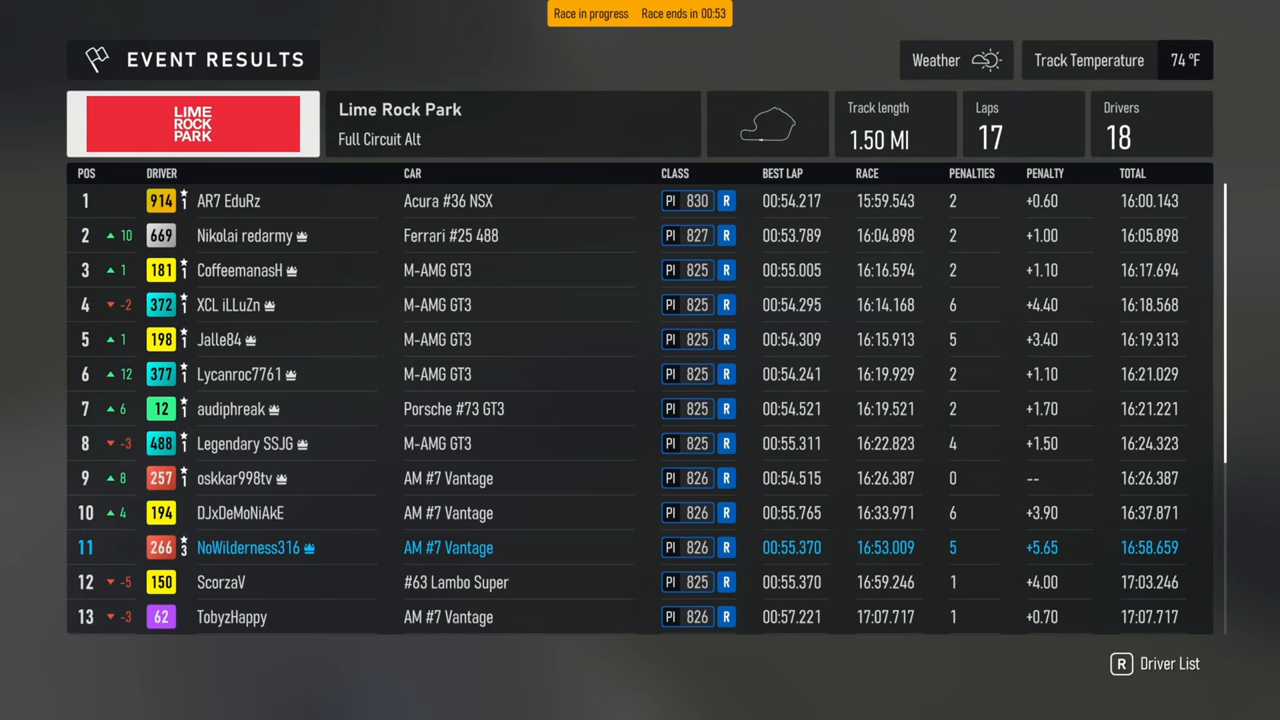 Race in progress Race ends in 00:53
EVENT RESULTS
Weather
Track Temperature 74 °F
LIME
ROCK
PARK
Lime Rock Park
Full Circuit Alt
Track length
1.50 MI
Laps
17
Drivers
18
POS DRIVER CAR CLASS BEST LAP RACE PENALTIES PENALTY TOTAL
1 914 1 AR7 EduRz Acura #36 NSX PI 830 R 00:54.217 15:59.543 2 +0.60 16:00.143
2 10 669 Nikolai redarmy Ferrari #25 488 PI 827 R 00:53.789 16:04.898 2 +1.00 16:05.898
3 1 181 1 CoffeemanasH M-AMG GT3 PI 825 R 00:55.005 16:16.594 2 +1.10 16:17.694
4 -2 372 1 XCL iLLuZn M-AMG GT3 PI 825 R 00:54.295 16:14.168 6 +4.40 16:18.568
5 1 198 1 Jalle84 M-AMG GT3 PI 825 R 00:54.309 16:15.913 5 +3.40 16:19.313
6 12 377 1 Lycanroc7761 M-AMG GT3 PI 825 R 00:54.241 16:19.929 2 +1.10 16:21.029
7 6 12 1 audiphreak Porsche #73 GT3 PI 825 R 00:54.521 16:19.521 2 +1.70 16:21.221
8 -3 488 1 Legendary SSJG M-AMG GT3 PI 825 R 00:55.311 16:22.823 4 +1.50 16:24.323
9 8 257 1 oskkar998tv AM #7 Vantage PI 826 R 00:54.515 16:26.387 0 -- 16:26.387
10 4 194 DJxDeMoNiAkE AM #7 Vantage PI 826 R 00:55.765 16:33.971 6 +3.90 16:37.871
11 266 3 NoWilderness316 AM #7 Vantage PI 826 R 00:55.370 16:53.009 5 +5.65 16:58.659
12 -5 150 ScorzaV #63 Lambo Super PI 825 R 00:55.370 16:59.246 1 +4.00 17:03.246
13 -3 62 TobyzHappy AM #7 Vantage PI 826 R 00:57.221 17:07.717 1 +0.70 17:07.717
R Driver List